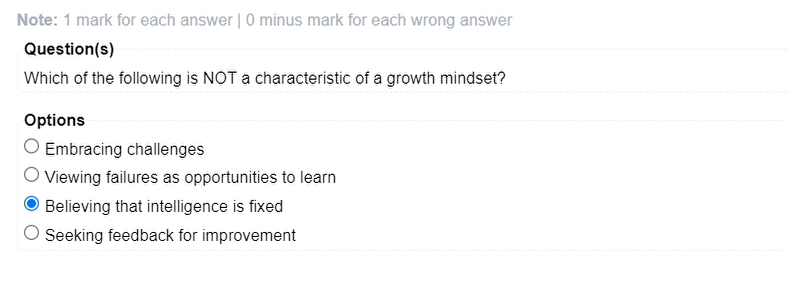 Note: 1 mark for each answer | 0 minus mark for each wrong answer
Question(s)
Which of the following is NOT a characteristic of a growth mindset?
Options
Embracing challenges
Viewing failures as opportunities to learn
Believing that intelligence is fixed
Seeking feedback for improvement